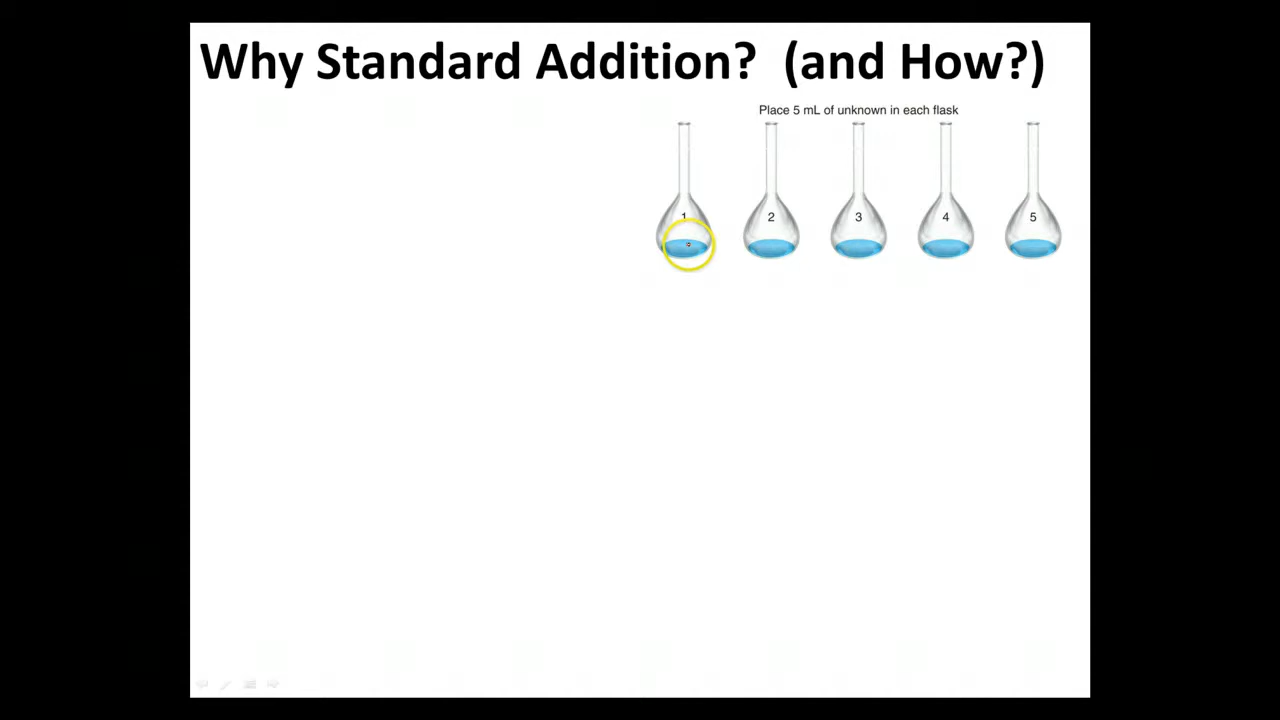 Why Standard Addition? (and How?)
Place 5 mL of unknown in each flask
1 2 3 4 5